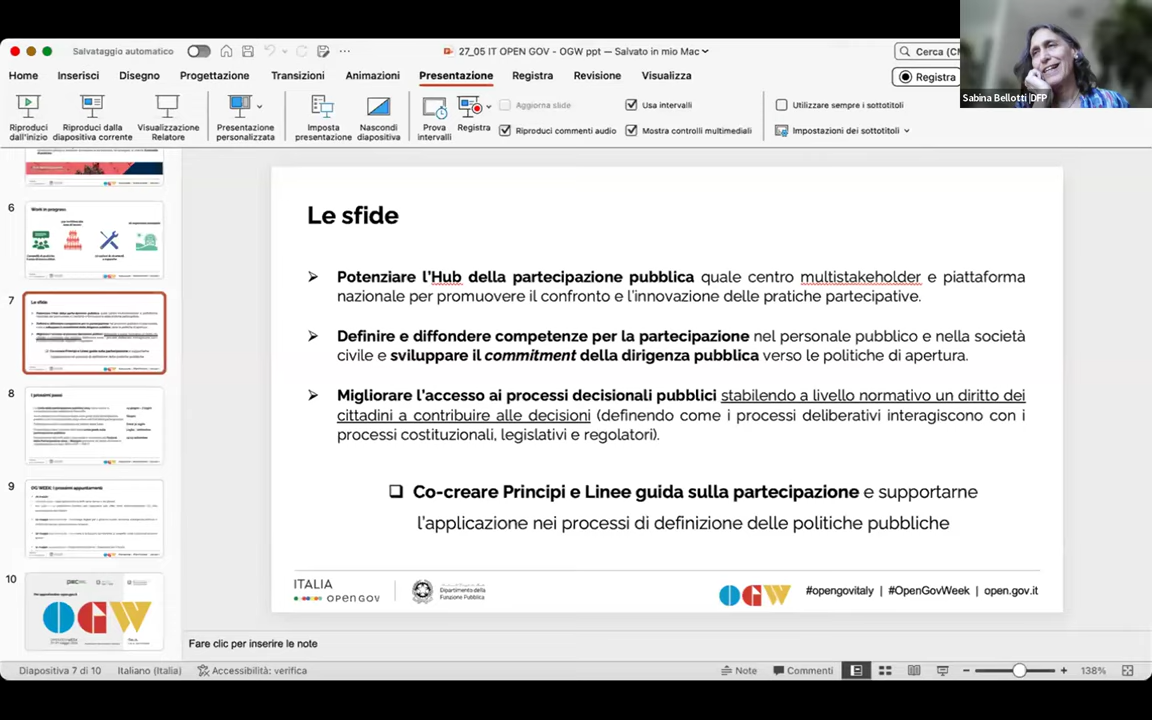 Salvataggio automatico
27_05 IT OPEN GOV - OGW ppt — Salvato in mio Mac
Cerca (C
Home Inserisci Disegno Progettazione Transizioni Animazioni Presentazione Registra Revisione Visualizza
Registra
Sabina Bellotti |DFP
Riproduci dall'inizio
Riproduci dalla diapositiva corrente
Visualizzazione Relatore
Presentazione personalizzata
Imposta presentazione
Nascondi diapositiva
Prova intervalli
Registra
Aggiorna slide
Riproduci commenti audio
Usa intervalli
Mostra controlli multimediali
Utilizzare sempre i sottotitoli
Impostazioni dei sottotitoli
6
Work in progress
7
Le sfide
8
I prossimi passi
9
OG WEEK: i prossimi appuntamenti
10
OGW
Le sfide
➢ Potenziare l'Hub della partecipazione pubblica quale centro multistakeholder e piattaforma
nazionale per promuovere il confronto e l'innovazione delle pratiche partecipative.
➢ Definire e diffondere competenze per la partecipazione nel personale pubblico e nella società
civile e sviluppare il commitment della dirigenza pubblica verso le politiche di apertura.
➢ Migliorare l'accesso ai processi decisionali pubblici stabilendo a livello normativo un diritto dei
cittadini a contribuire alle decisioni (definendo come i processi deliberativi interagiscono con i
processi costituzionali, legislativi e regolatori).
❑ Co-creare Principi e Linee guida sulla partecipazione e supportarne
l'applicazione nei processi di definizione delle politiche pubbliche
ITALIA
OPEN GOV
Dipartimento della
Funzione Pubblica
OGW
#opengovitaly | #OpenGovWeek | open.gov.it
Fare clic per inserire le note
Diapositiva 7 di 10 Italiano (Italia) Accessibilità: verifica Note Commenti 138%